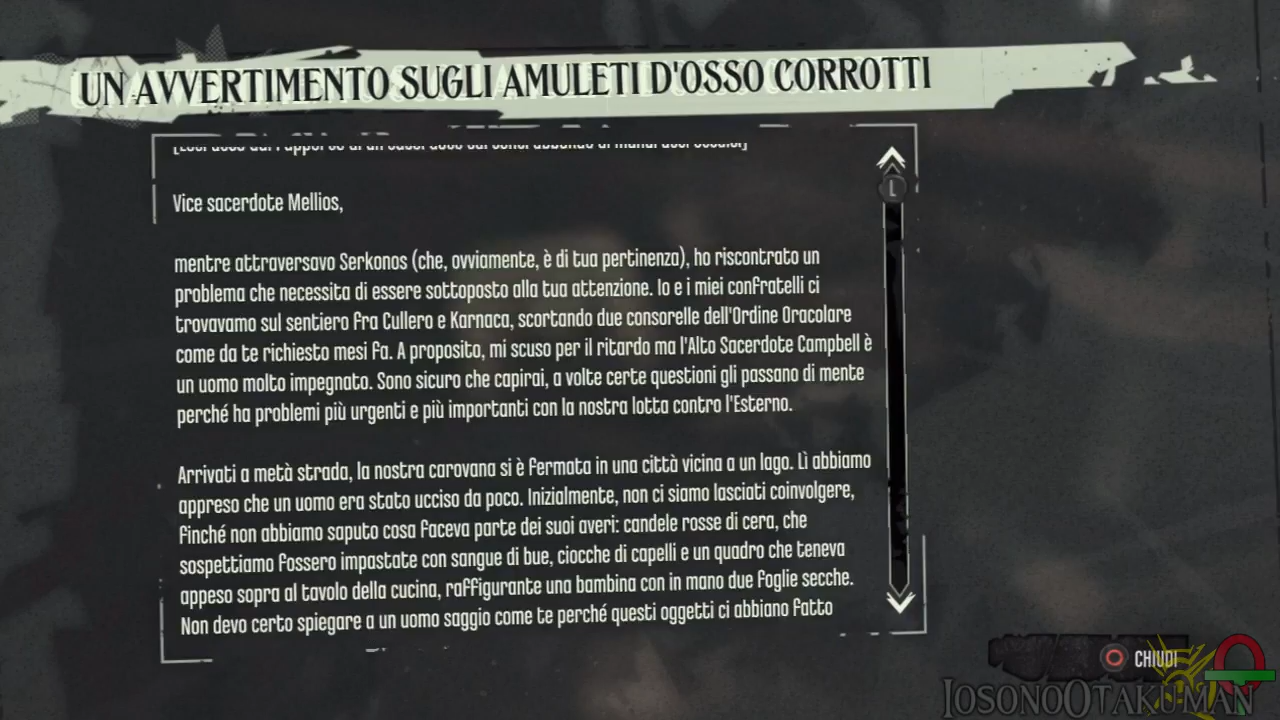 UN AVVERTIMENTO SUGLI AMULETI D'OSSO CORROTTI
Vice sacerdote Mellios,
mentre attraversavo Serkonos (che, ovviamente, è di tua pertinenza), ho riscontrato un
problema che necessita di essere sottoposto alla tua attenzione. Io e i miei confratelli ci
trovavamo sul sentiero fra Cullero e Karnaca, scortando due consorelle dell'Ordine Oracolare
come da te richiesto mesi fa. A proposito, mi scuso per il ritardo ma l'Alto Sacerdote Campbell è
un uomo molto impegnato. Sono sicuro che capirai, a volte certe questioni gli passano di mente
perché ha problemi più urgenti e più importanti con la nostra lotta contro l'Esterno.
Arrivati a metà strada, la nostra carovana si è fermata in una città vicina a un lago. Lì abbiamo
appreso che un uomo era stato ucciso da poco. Inizialmente, non ci siamo lasciati coinvolgere,
finché non abbiamo saputo cosa faceva parte dei suoi averi: candele rosse di cera, che
sospettiamo fossero impastate con sangue di bue, ciocche di capelli e un quadro che teneva
appeso sopra al tavolo della cucina, raffigurante una bambina con in mano due foglie secche.
Non devo certo spiegare a un uomo saggio come te perché questi oggetti ci abbiano fatto
L
CHIUDI
IOSONOOTAKUMAN